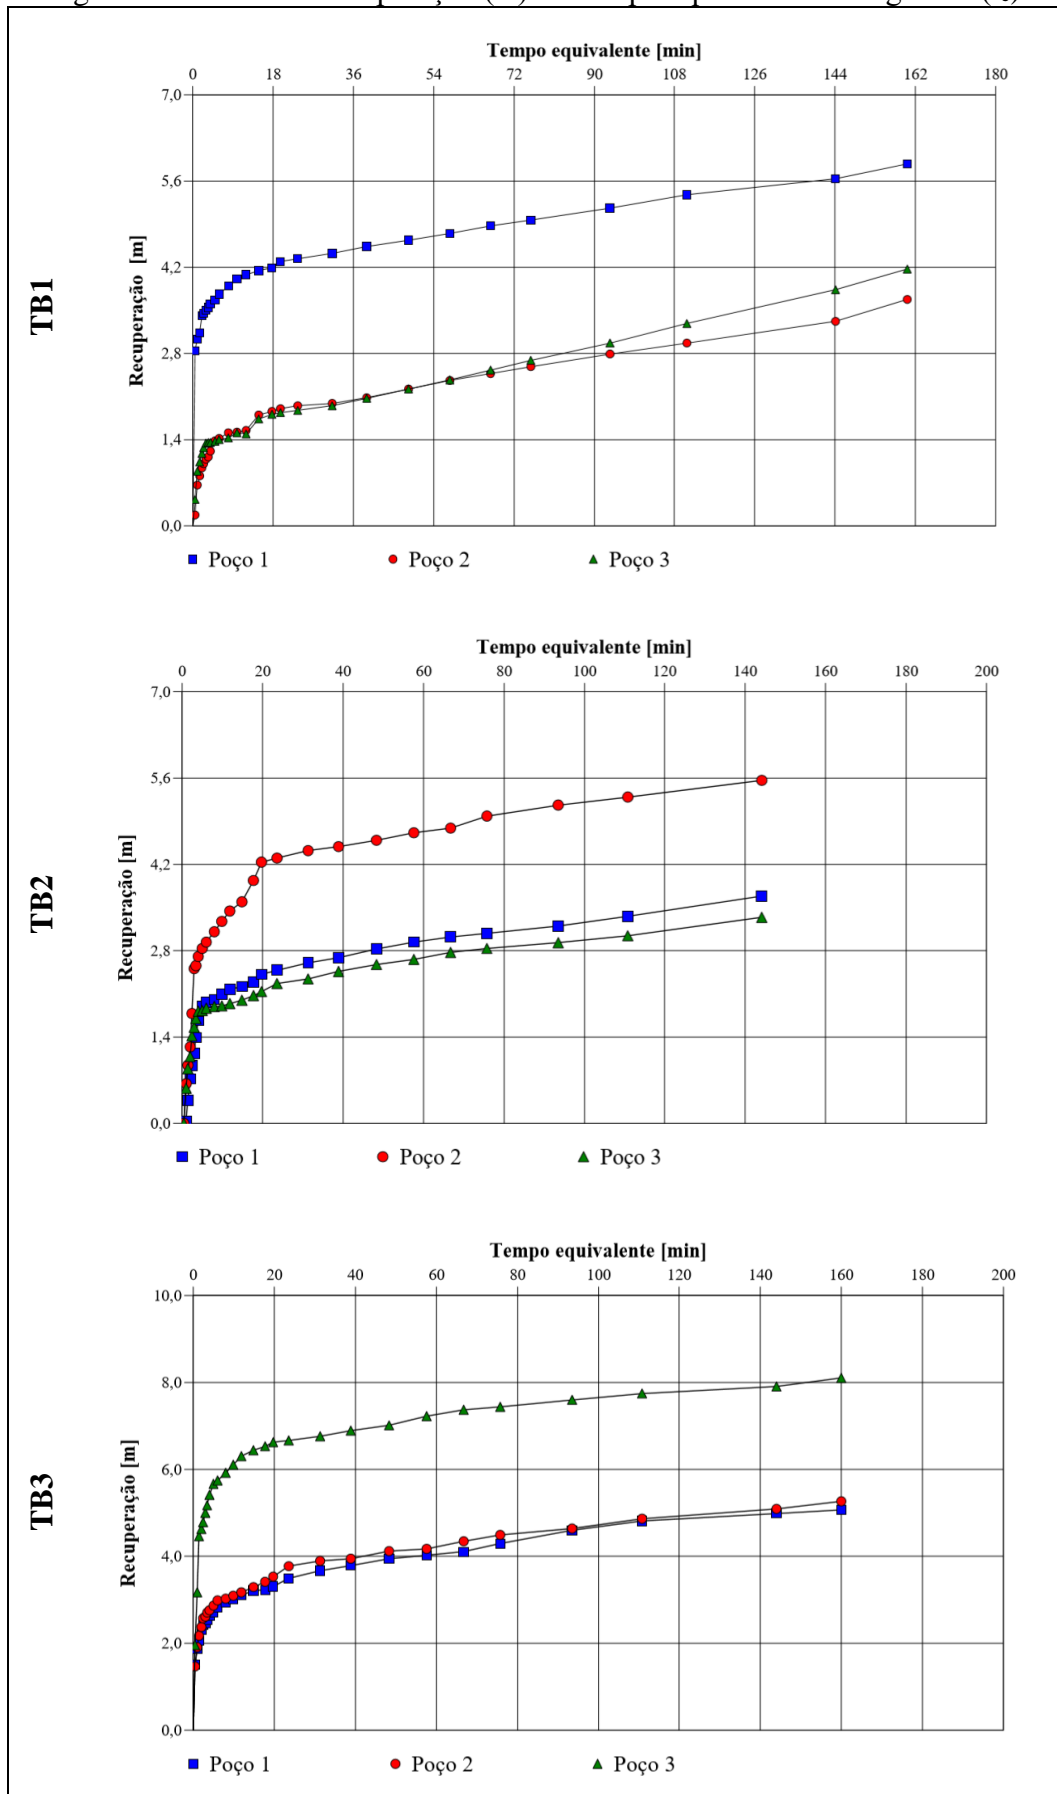 Tempo equivalente [min]
0 18 36 54 72 90 108 126 144 162 180
7,0
5,6
4,2
2,8
1,4
0,0
Recuperação [m]
TB1
Poço 1 Poço 2 Poço 3
Tempo equivalente [min]
0 20 40 60 80 100 120 140 160 180 200
7,0
5,6
4,2
2,8
1,4
0,0
Recuperação [m]
TB2
Poço 1 Poço 2 Poço 3
Tempo equivalente [min]
0 20 40 60 80 100 120 140 160 180 200
10,0
8,0
6,0
4,0
2,0
0,0
Recuperação [m]
TB3
Poço 1 Poço 2 Poço 3